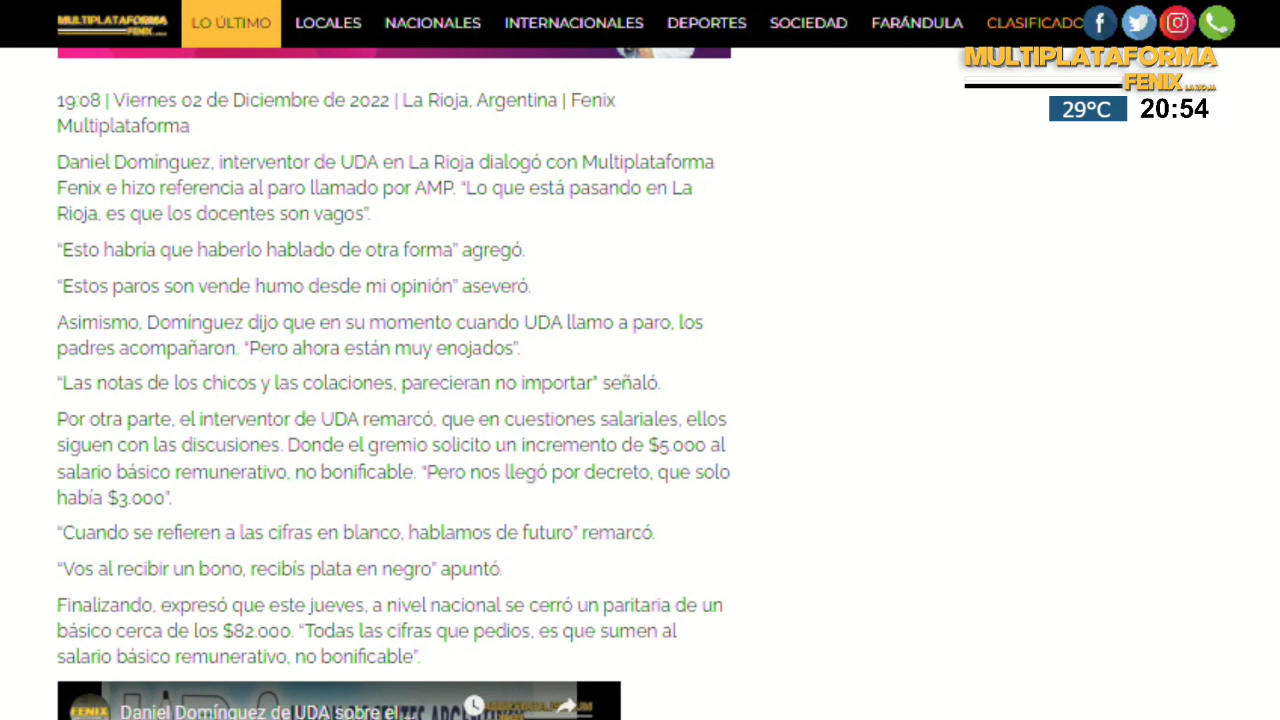 MULTIPLATAFORMA
FENIX
LO ÚLTIMO LOCALES NACIONALES INTERNACIONALES DEPORTES SOCIEDAD FARÁNDULA CLASIFICADO
MULTIPLATAFORMA
FENIX LA RIOJA
29°C 20:54
19:08 | Viernes 02 de Diciembre de 2022 | La Rioja, Argentina | Fenix
Multiplataforma
Daniel Domínguez, interventor de UDA en La Rioja dialogó con Multiplataforma
Fenix e hizo referencia al paro llamado por AMP. “Lo que está pasando en La
Rioja, es que los docentes son vagos”.
“Esto habría que haberlo hablado de otra forma” agregó.
“Estos paros son vende humo desde mi opinión” aseveró.
Asimismo, Domínguez dijo que en su momento cuando UDA llamo a paro, los
padres acompañaron. “Pero ahora están muy enojados”.
“Las notas de los chicos y las colaciones, parecieran no importar” señaló.
Por otra parte, el interventor de UDA remarcó, que en cuestiones salariales, ellos
siguen con las discusiones. Donde el gremio solicito un incremento de $5.000 al
salario básico remunerativo, no bonificable. “Pero nos llegó por decreto, que solo
había $3.000”.
“Cuando se refieren a las cifras en blanco, hablamos de futuro” remarcó.
“Vos al recibir un bono, recibís plata en negro” apuntó.
Finalizando, expresó que este jueves, a nivel nacional se cerró un paritaria de un
básico cerca de los $82.000. “Todas las cifras que pedios, es que sumen al
salario básico remunerativo, no bonificable”.
FENIX Daniel Domínguez de UDA sobre el ...